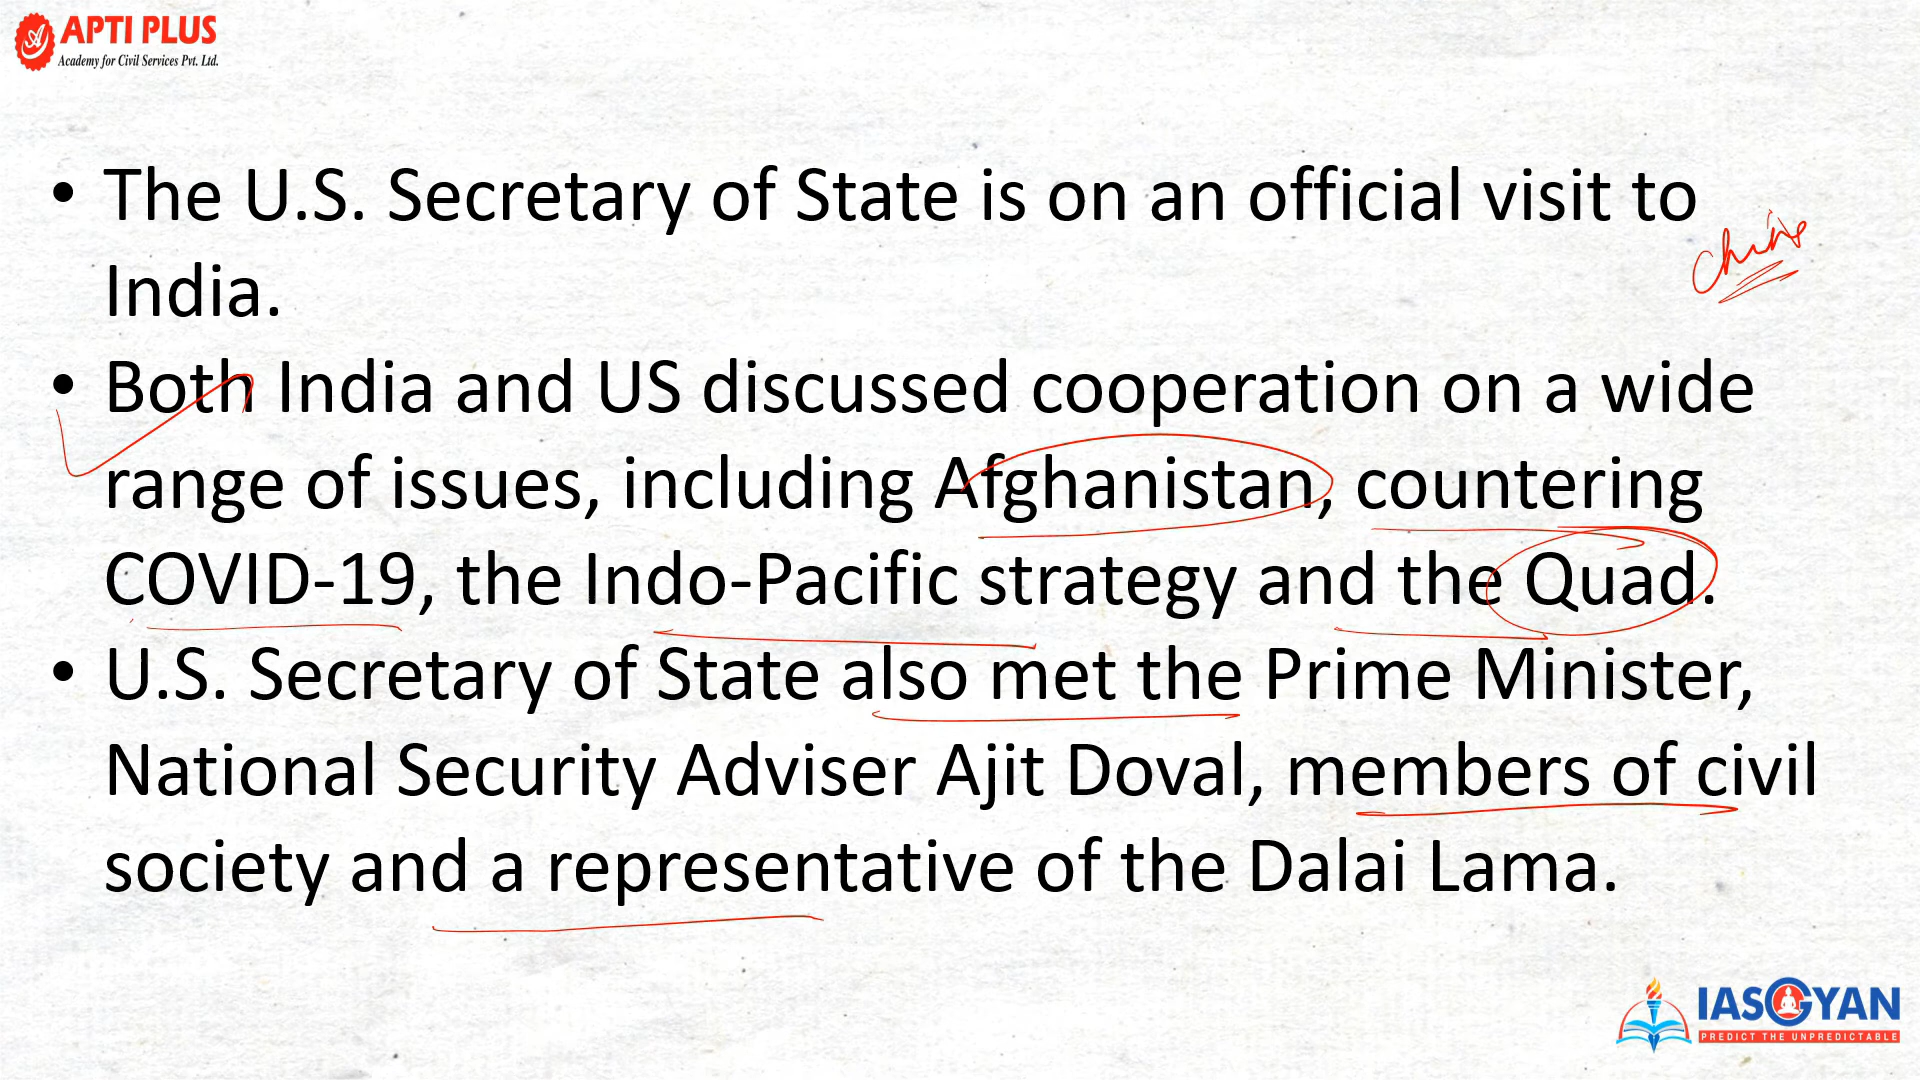 APTI PLUS
Academy for Civil Services Pvt. Ltd.
• The U.S. Secretary of State is on an official visit to
China
India.
• Both India and US discussed cooperation on a wide
range of issues, including Afghanistan, countering
COVID-19, the Indo-Pacific strategy and the Quad.
• U.S. Secretary of State also met the Prime Minister,
National Security Adviser Ajit Doval, members of civil
society and a representative of the Dalai Lama.
IASGYAN
PREDICT THE UNPREDICTABLE